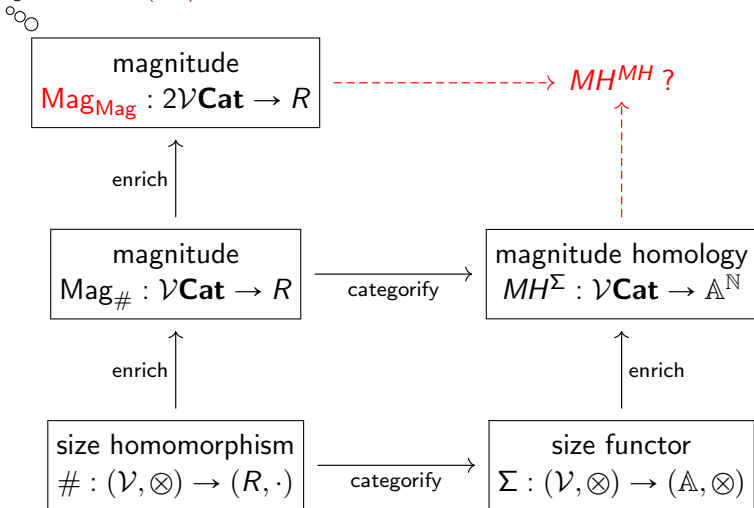 magnitude
Mag_Mag : 2𝒱Cat → R
MH^MH ?
enrich
magnitude
Mag_# : 𝒱Cat → R
categorify
magnitude homology
MH^Σ : 𝒱Cat → 𝔸^ℕ
enrich
enrich
size homomorphism
# : (𝒱, ⊗) → (R, ·)
categorify
size functor
Σ : (𝒱, ⊗) → (𝔸, ⊗)